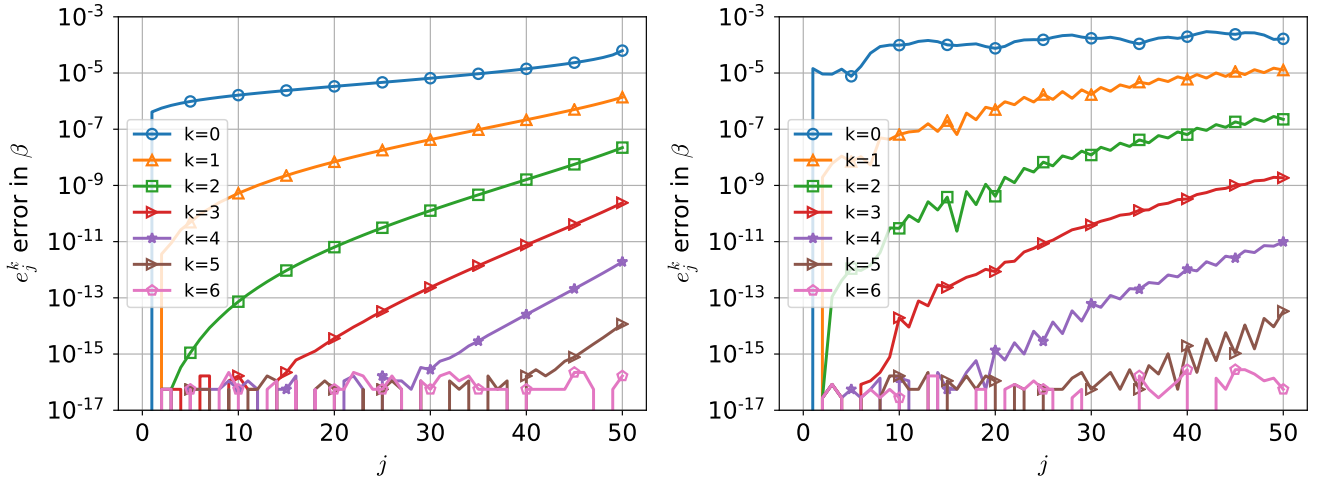 10^-3
10^-5
10^-7
10^-9
10^-11
10^-13
10^-15
10^-17
e_j^k error in β
k=0
k=1
k=2
k=3
k=4
k=5
k=6
0 10 20 30 40 50
j
10^-3
10^-5
10^-7
10^-9
10^-11
10^-13
10^-15
10^-17
e_j^k error in β
k=0
k=1
k=2
k=3
k=4
k=5
k=6
0 10 20 30 40 50
j